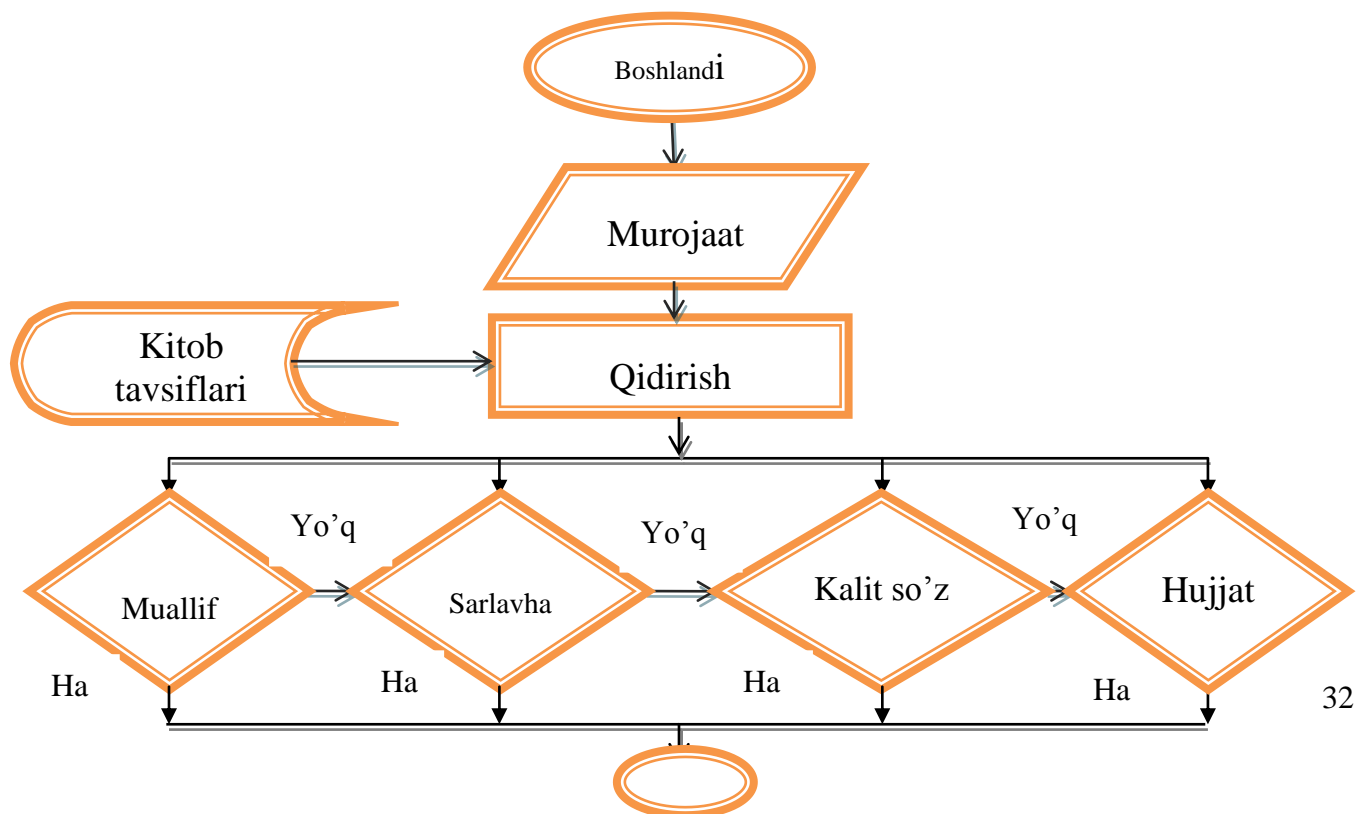 Boshlandi
Murojaat
Kitob
tavsiflari
Qidirish
Yo’q
Yo’q
Yo’q
Muallif
Sarlavha
Kalit so’z
Hujjat
Ha
Ha
Ha
Ha
32